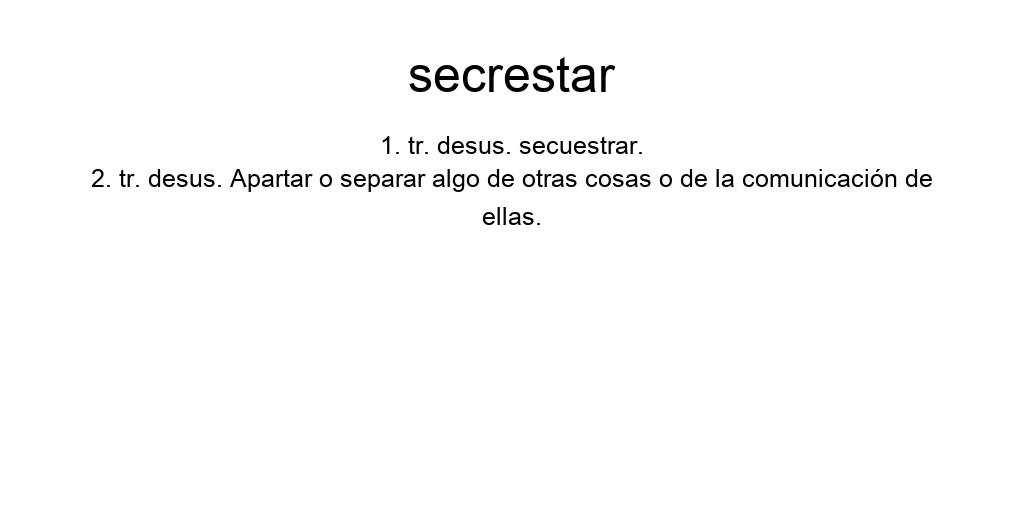 secrestar
1. tr. desus. secuestrar.
2. tr. desus. Apartar o separar algo de otras cosas o de la comunicación de
ellas.